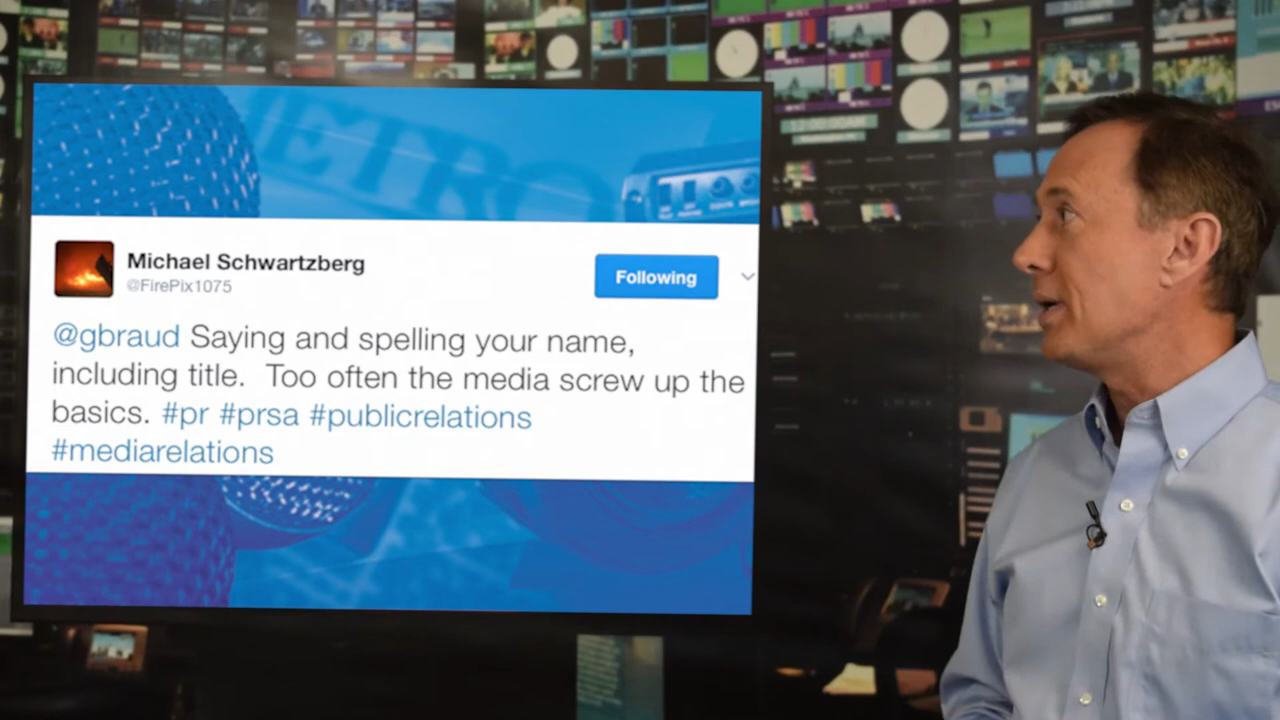 Michael Schwartzberg
@FirePix1075
Following
@gbraud Saying and spelling your name,
including title. Too often the media screw up the
basics. #pr #prsa #publicrelations
#mediarelations